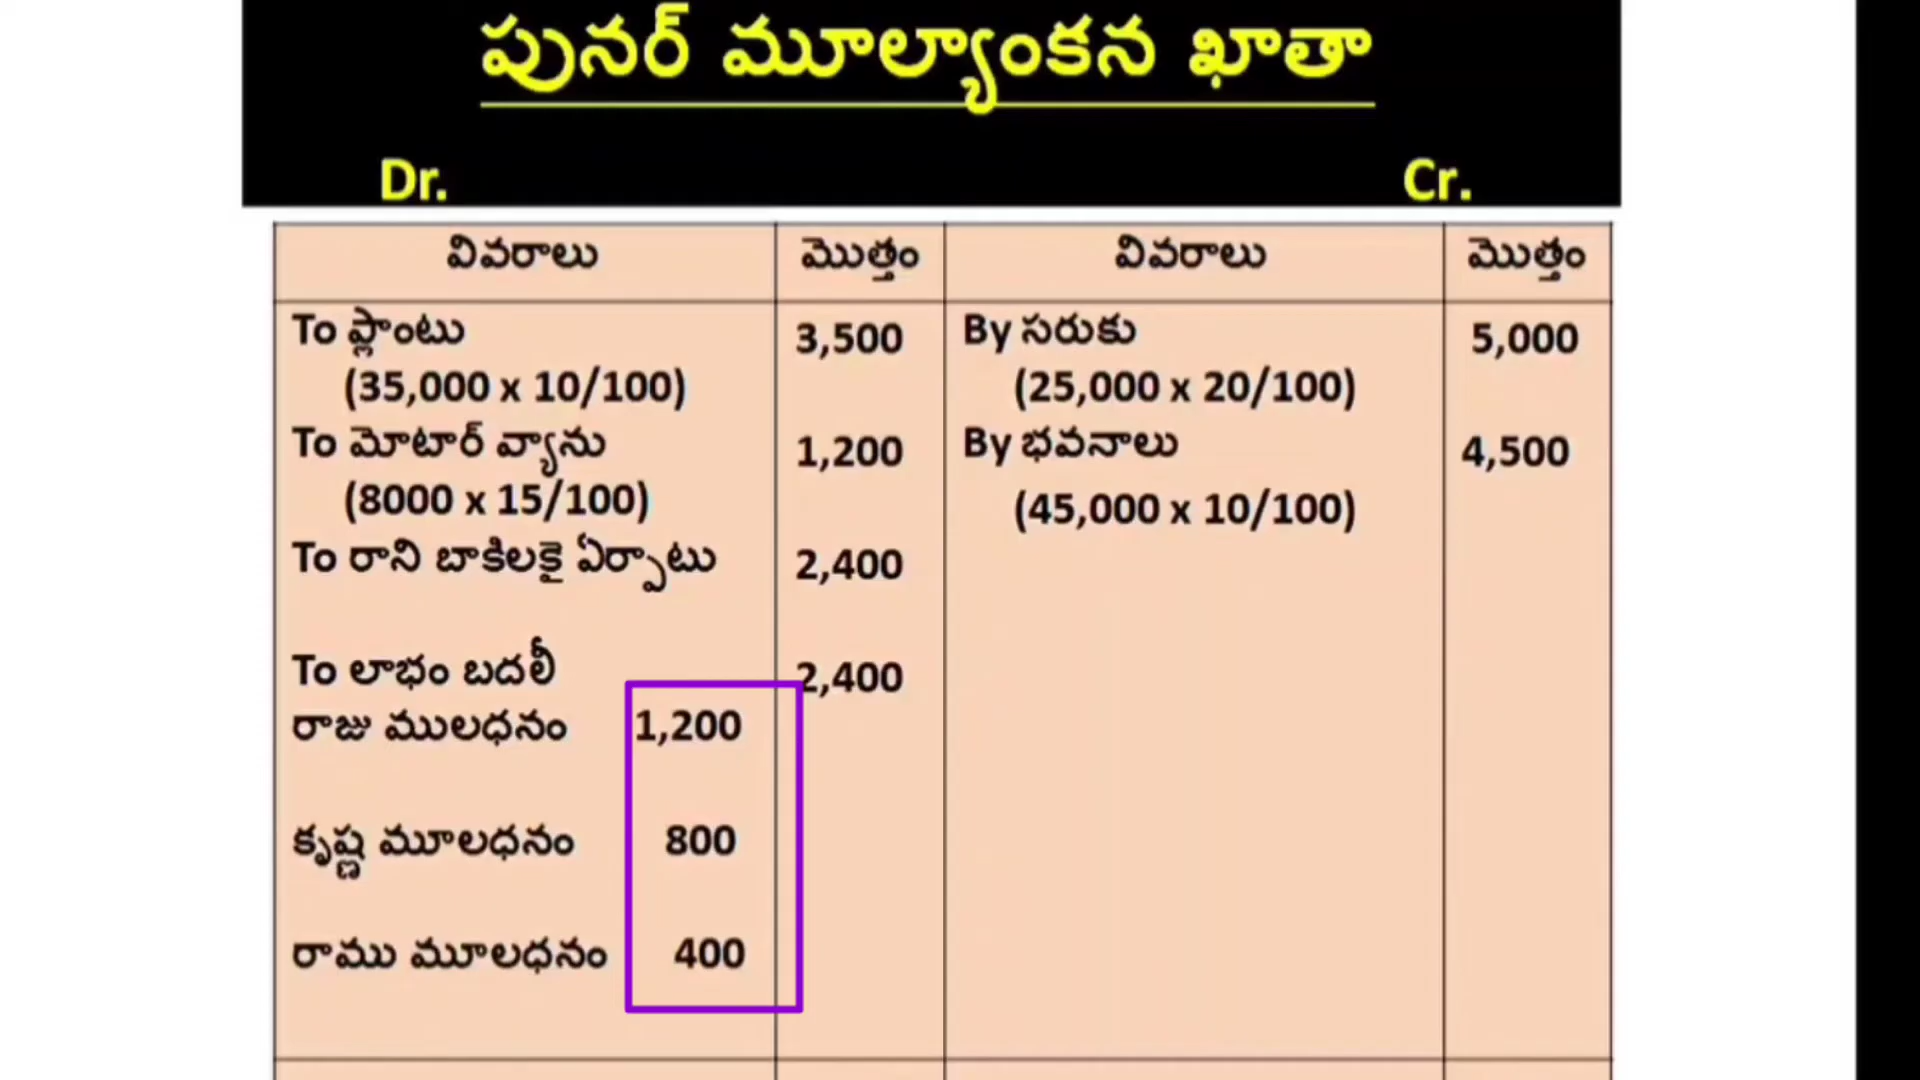 పునర్ మూల్యాంకన ఖాతా
Dr. Cr.
వివరాలు మొత్తం వివరాలు మొత్తం
To ప్లాంటు 3,500 By సరుకు 5,000
(35,000 x 10/100) (25,000 x 20/100)
To మోటార్ వ్యాను 1,200 By భవనాలు 4,500
(8000 x 15/100) (45,000 x 10/100)
To రాని బాకిలకై ఏర్పాటు 2,400
To లాభం బదలీ 2,400
రాజు ములధనం 1,200
కృష్ణ మూలధనం 800
రాము మూలధనం 400